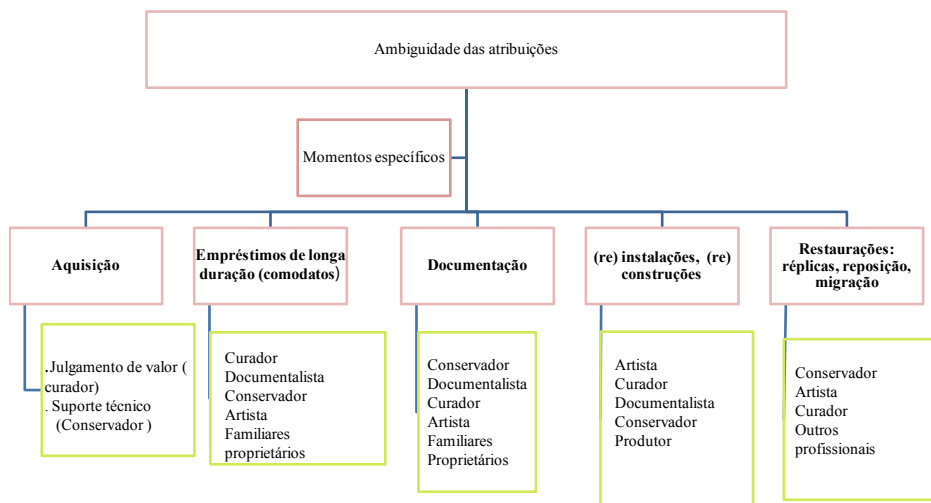 Ambiguidade das atribuições
Momentos específicos
Aquisição
Empréstimos de longa
duração (comodatos)
Documentação
(re) instalações, (re)
construções
Restaurações:
réplicas, reposição,
migração
.Julgamento de valor (
curador)
. Suporte técnico
(Conservador )
Curador
Documentalista
Conservador
Artista
Familiares
proprietários
Conservador
Documentalista
Curador
Artista
Familiares
Proprietários
Artista
Curador
Documentalista
Conservador
Produtor
Conservador
Artista
Curador
Outros
profissionais